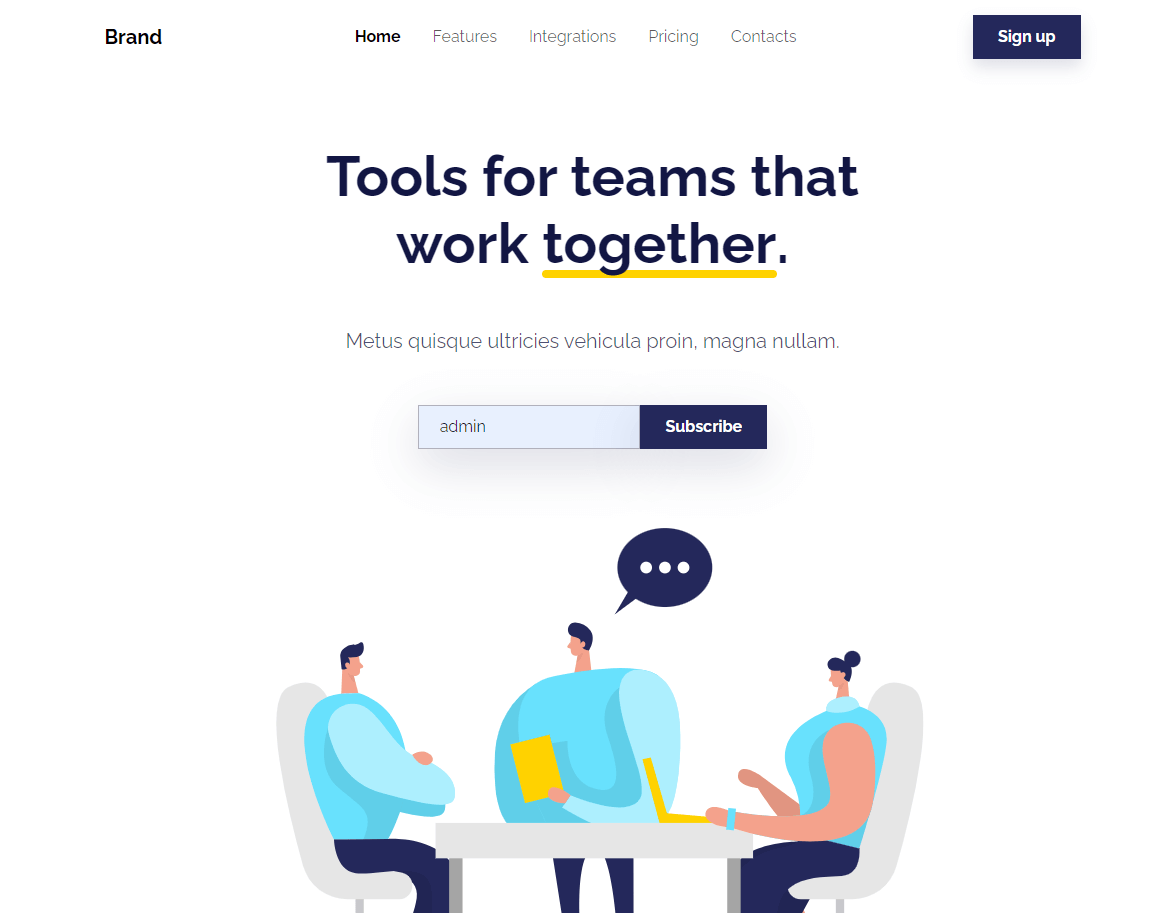 Brand
Home Features Integrations Pricing Contacts
Sign up
Tools for teams that
work together.
Metus quisque ultricies vehicula proin, magna nullam.
admin
Subscribe